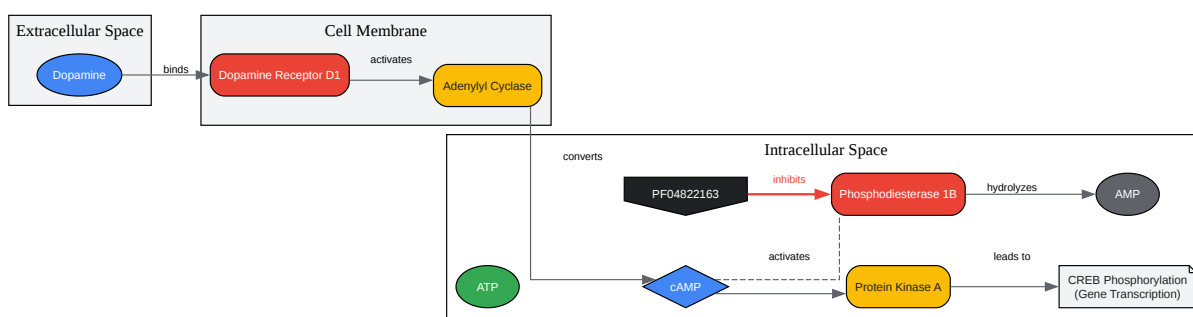 Extracellular Space
Dopamine
binds
Cell Membrane
Dopamine Receptor D1
activates
Adenylyl Cyclase
Intracellular Space
converts
PF04822163
inhibits
Phosphodiesterase 1B
hydrolyzes
AMP
ATP
cAMP
activates
Protein Kinase A
leads to
CREB Phosphorylation
(Gene Transcription)